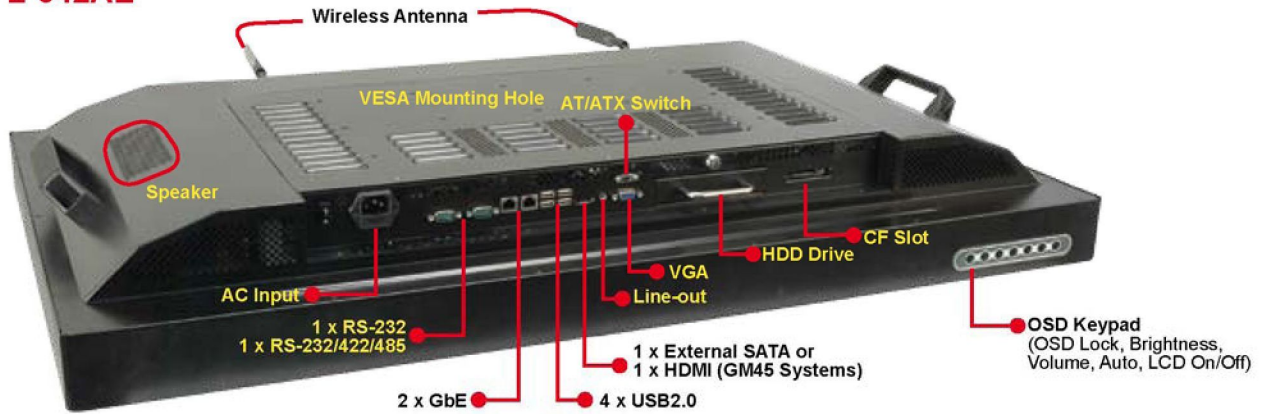 Wireless Antenna
VESA Mounting Hole
AT/ATX Switch
Speaker
CF Slot
HDD Drive
VGA
AC Input
Line-out
1 x RS-232
1 x RS-232/422/485
OSD Keypad
(OSD Lock, Brightness,
Volume, Auto, LCD On/Off)
1 x External SATA or
1 x HDMI (GM45 Systems)
2 x GbE
4 x USB2.0